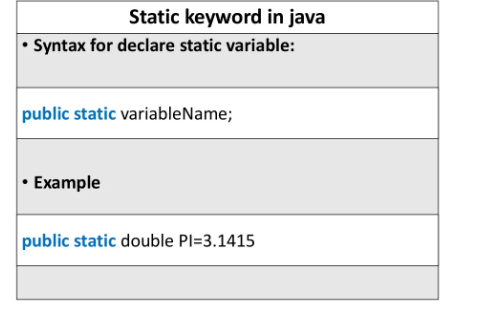 Static keyword in java
• Syntax for declare static variable:
public static variableName;
• Example
public static double PI=3.1415